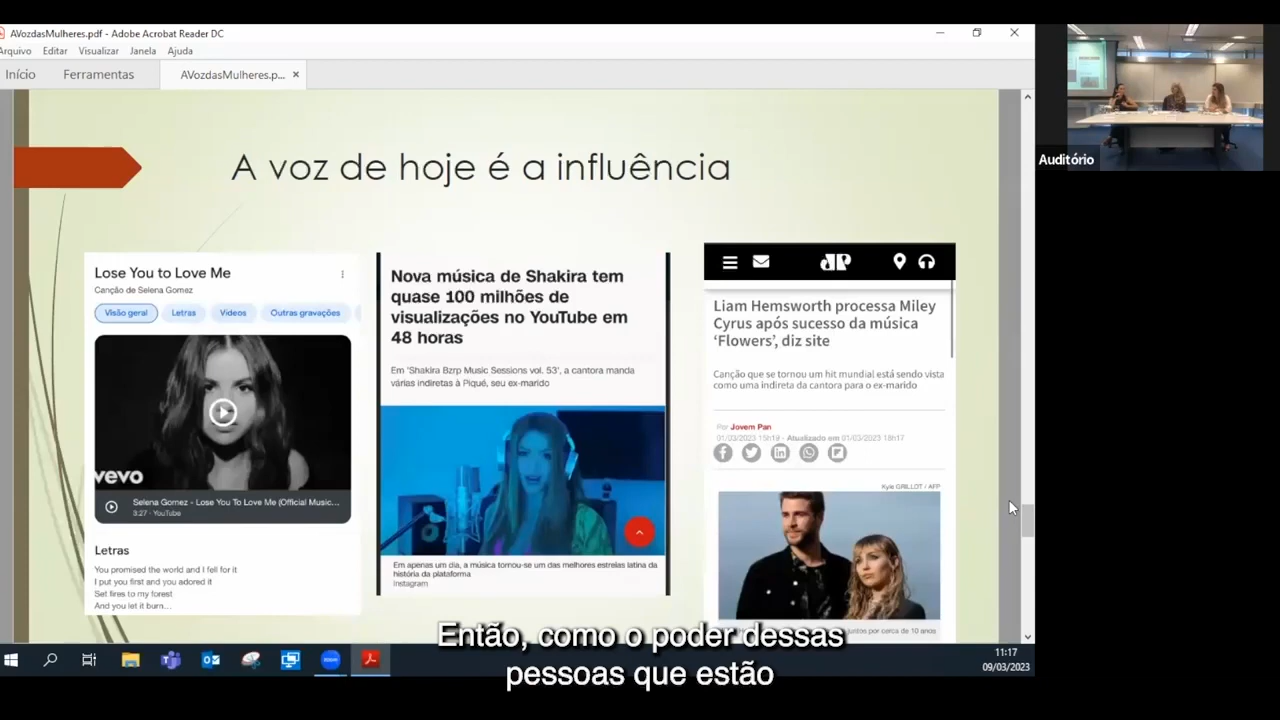 AVozdasMulheres.pdf - Adobe Acrobat Reader DC
Arquivo Editar Visualizar Janela Ajuda
Início Ferramentas AVozdasMulheres.p... ×
Auditório
A voz de hoje é a influência
Lose You to Love Me
Canção de Selena Gomez
Visão geral Letras Vídeos Outras gravações
vevo
Selena Gomez - Lose You To Love Me (Official Music...
3:27 · YouTube
Letras
You promised the world and I fell for it
I put you first and you adored it
Set fires to my forest
And you let it burn...
Nova música de Shakira tem
quase 100 milhões de
visualizações no YouTube em
48 horas
Em 'Shakira Bzrp Music Sessions vol. 53', a cantora manda
várias indiretas à Piqué, seu ex-marido
Em apenas um dia, a música tornou-se um das melhores estreias latina da
história da plataforma
Instagram
JP
Liam Hemsworth processa Miley
Cyrus após sucesso da música
‘Flowers’, diz site
Canção que se tornou um hit mundial está sendo vista
como uma indireta da cantora para o ex-marido
Por Jovem Pan
01/03/2023 15h19 - Atualizado em 01/03/2023 18h17
Kyle GRILLOT / AFP
juntos por cerca de 10 anos
Então, como o poder dessas
pessoas que estão
zoom
11:17
09/03/2023